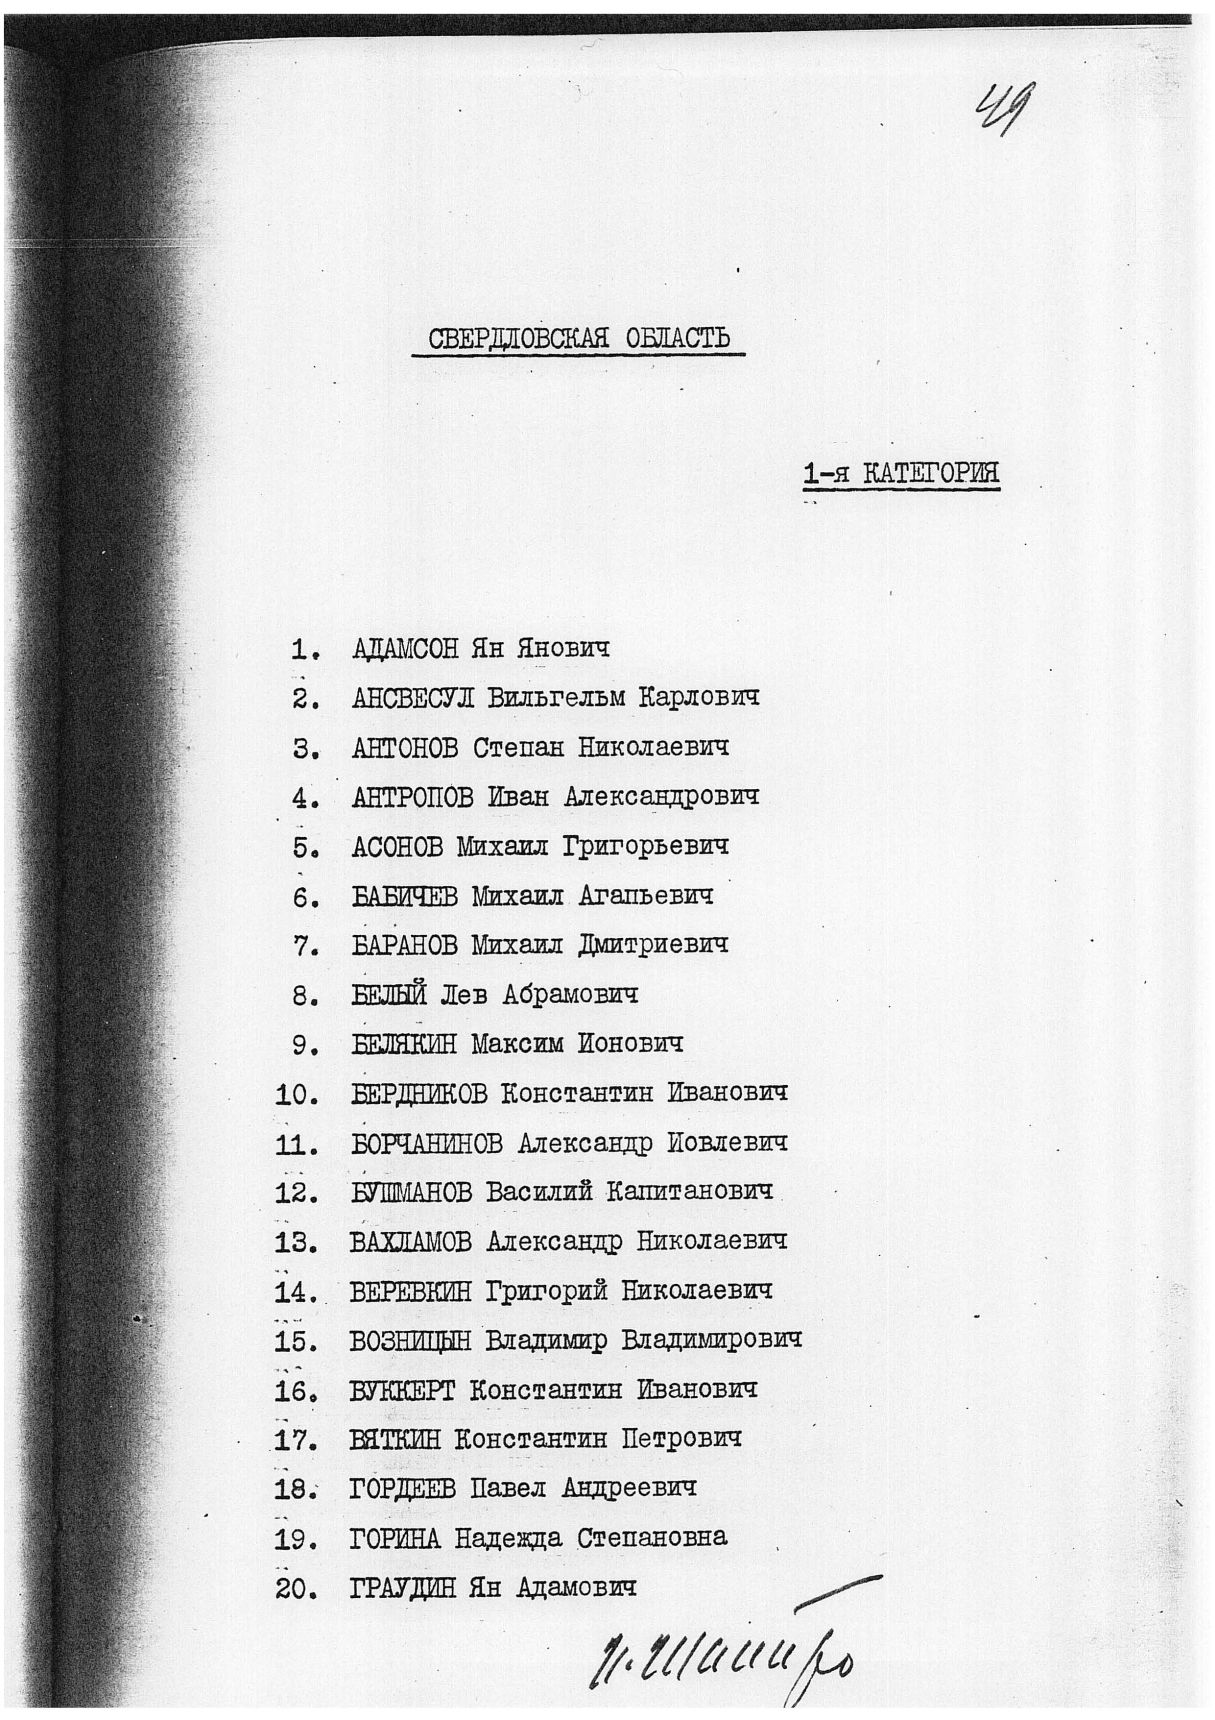 49
СВЕРДЛОВСКАЯ ОБЛАСТЬ
1-я КАТЕГОРИЯ
1. АДАМСОН Ян Янович
2. АНСВЕСУЛ Вильгельм Карлович
3. АНТОНОВ Степан Николаевич
4. АНТРОПОВ Иван Александрович
5. АСОНОВ Михаил Григорьевич
6. БАБИЧЕВ Михаил Агапьевич
7. БАРАНОВ Михаил Дмитриевич
8. БЕЛЫЙ Лев Абрамович
9. БЕЛЯКИН Максим Ионович
10. БЕРДНИКОВ Константин Иванович
11. БОРЧАНИНОВ Александр Иовлевич
12. БУШМАНОВ Василий Капитанович
13. ВАХЛАМОВ Александр Николаевич
14. ВЕРЕВКИН Григорий Николаевич
15. ВОЗНИЦЫН Владимир Владимирович
16. ВУККЕРТ Константин Иванович
17. ВЯТКИН Константин Петрович
18. ГОРДЕЕВ Павел Андреевич
19. ГОРИНА Надежда Степановна
20. ГРАУДИН Ян Адамович
И. Шапиро